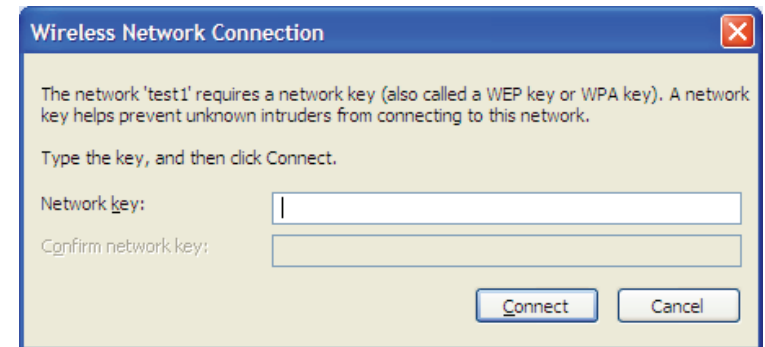 Wireless Network Connection
The network 'test1' requires a network key (also called a WEP key or WPA key). A network
key helps prevent unknown intruders from connecting to this network.
Type the key, and then click Connect.
Network key:
Confirm network key:
Connect Cancel